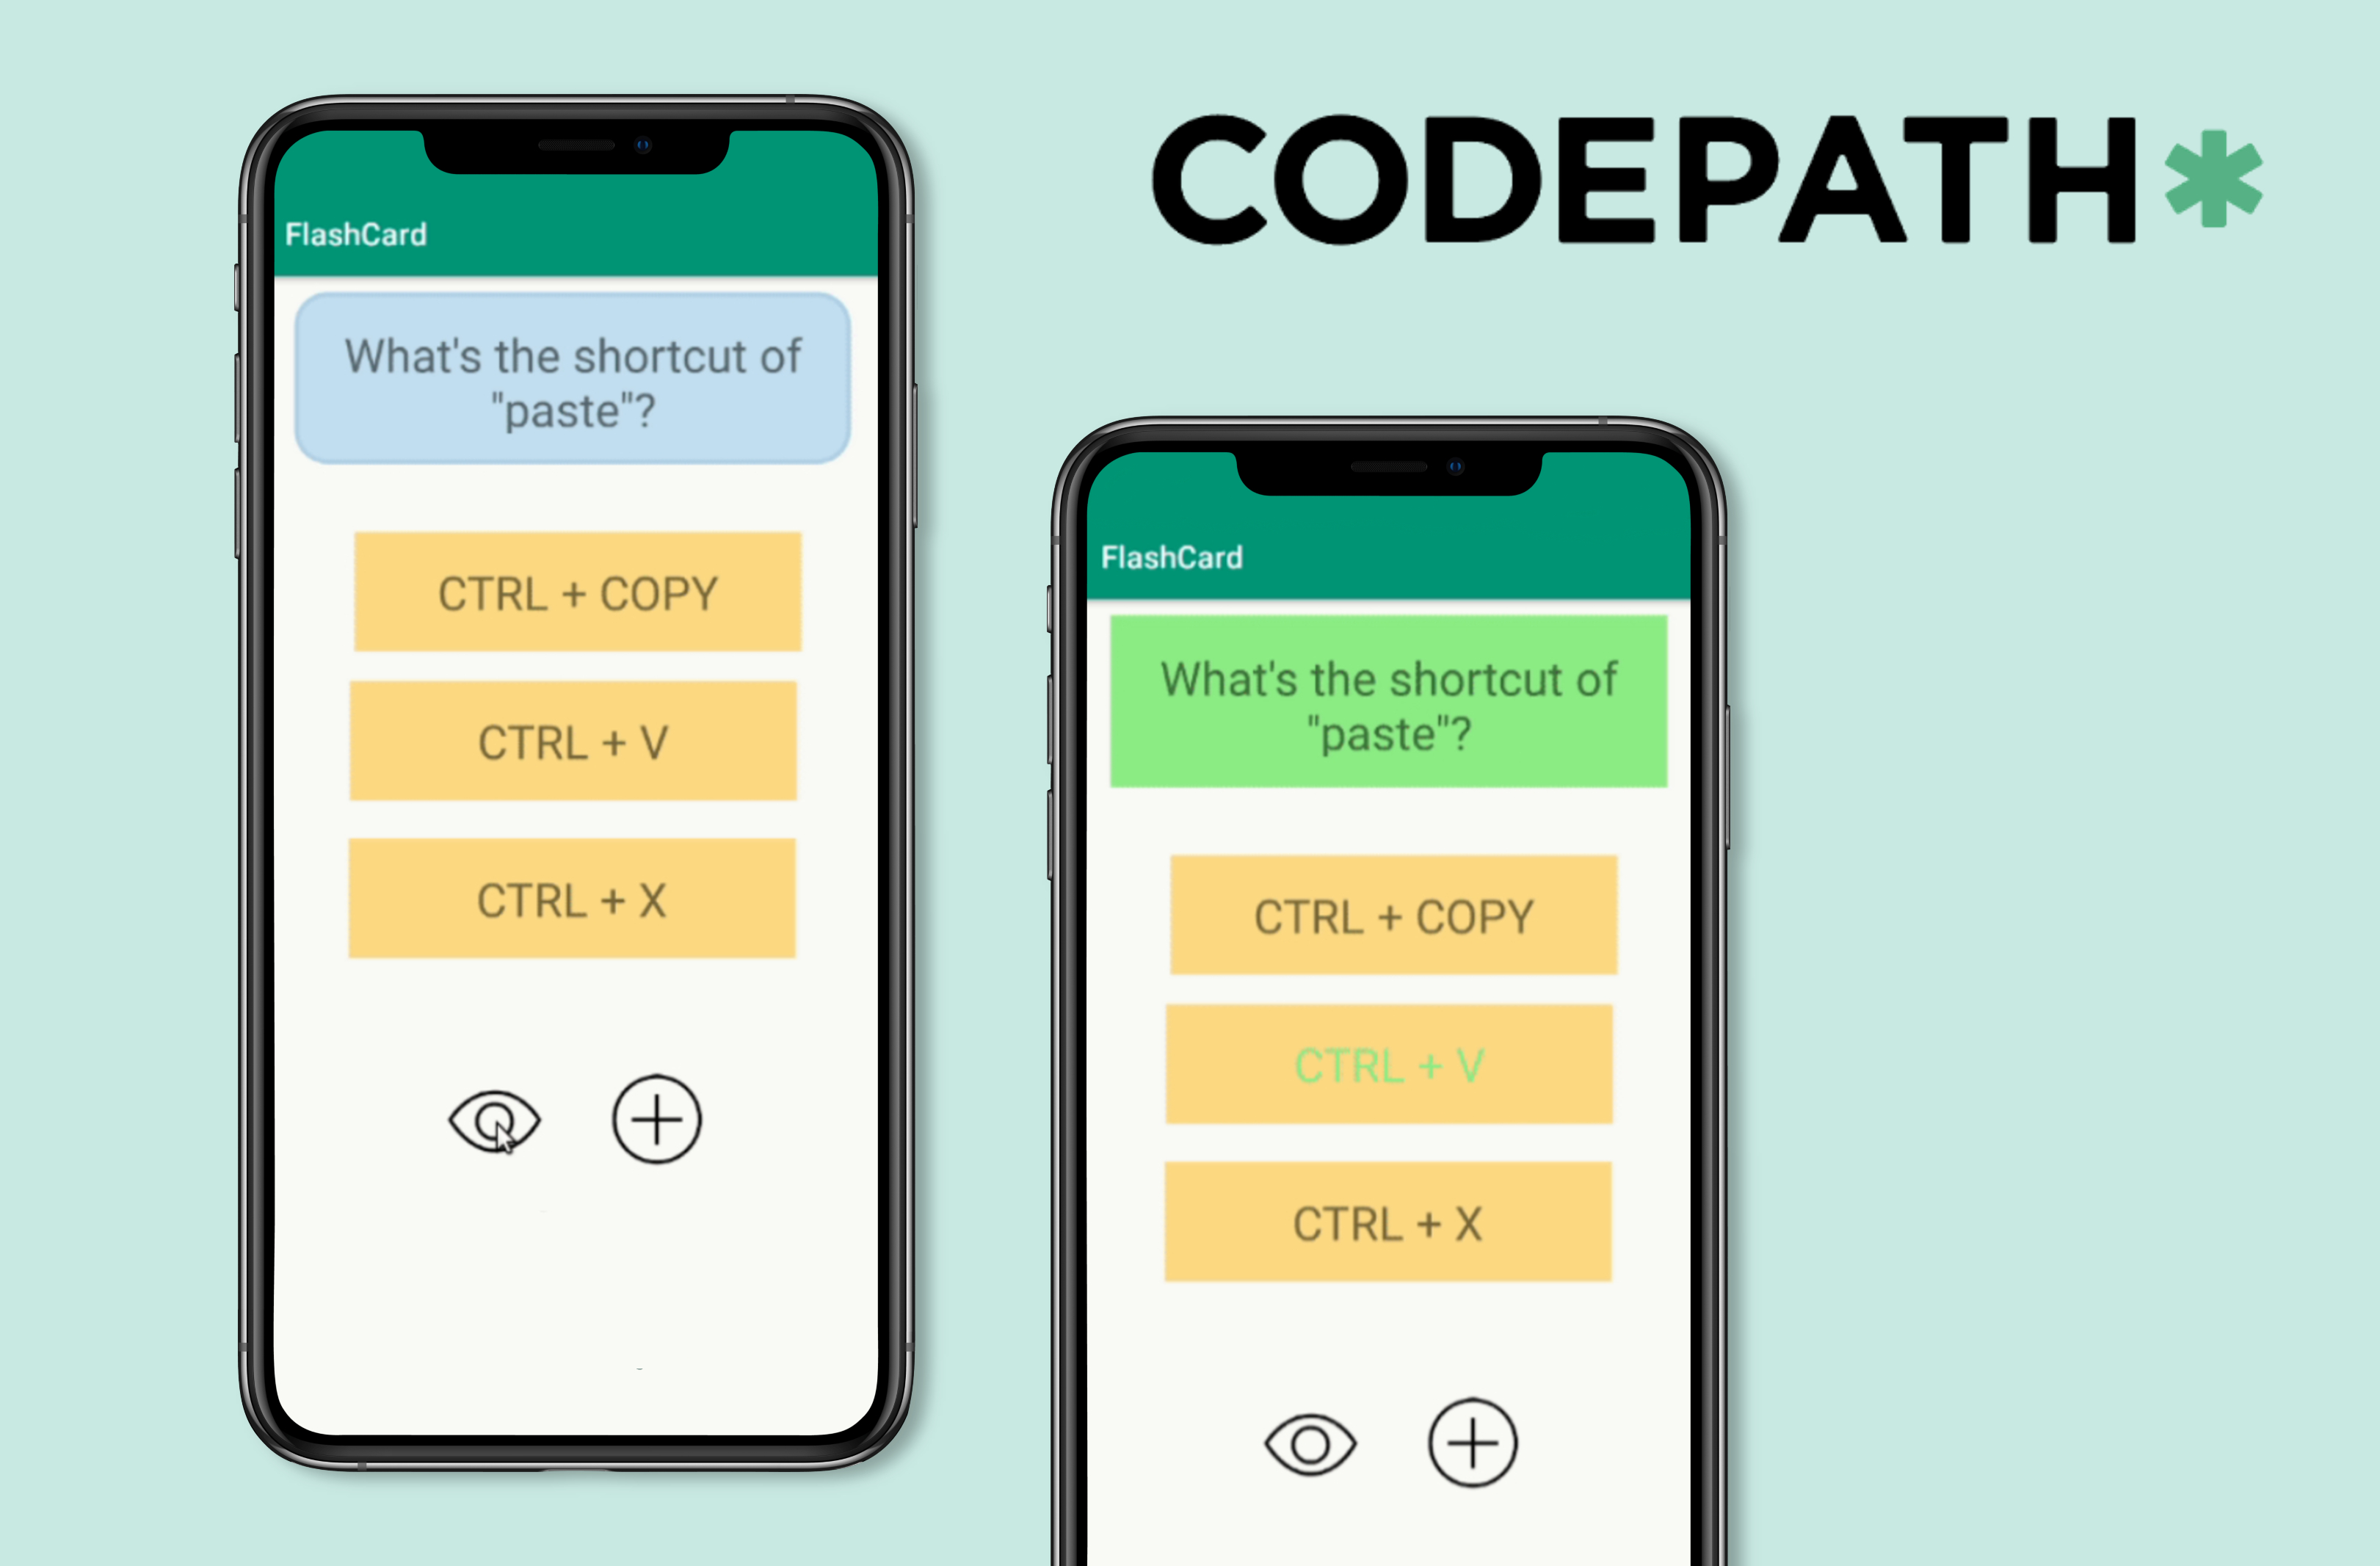 CODEPATH*
FlashCard
What's the shortcut of
"paste"?
CTRL + COPY
CTRL + V
CTRL + X
FlashCard
What's the shortcut of
"paste"?
CTRL + COPY
CTRL + V
CTRL + X